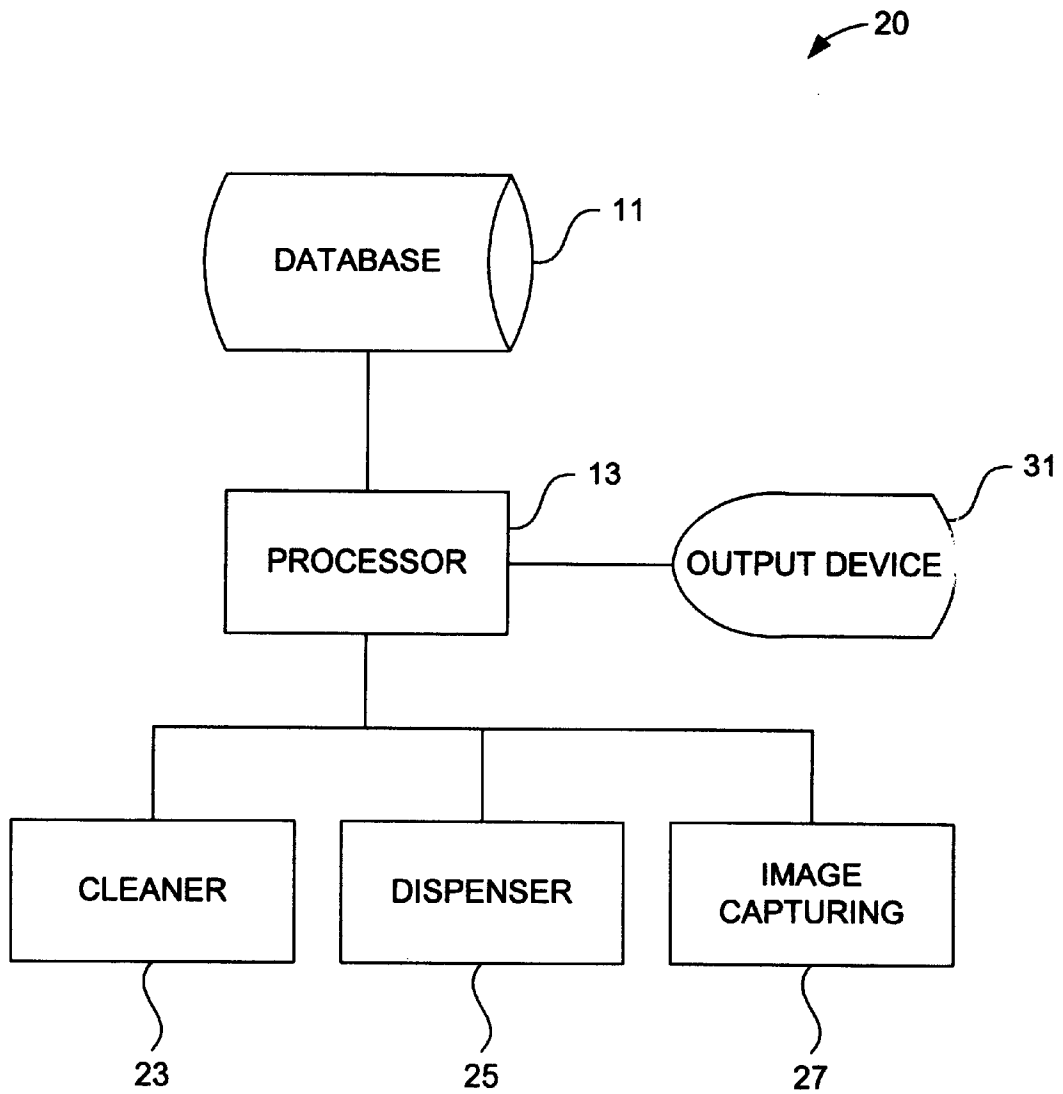 20
11
DATABASE
13
31
PROCESSOR
OUTPUT DEVICE
CLEANER
DISPENSER
IMAGE
CAPTURING
23
25
27